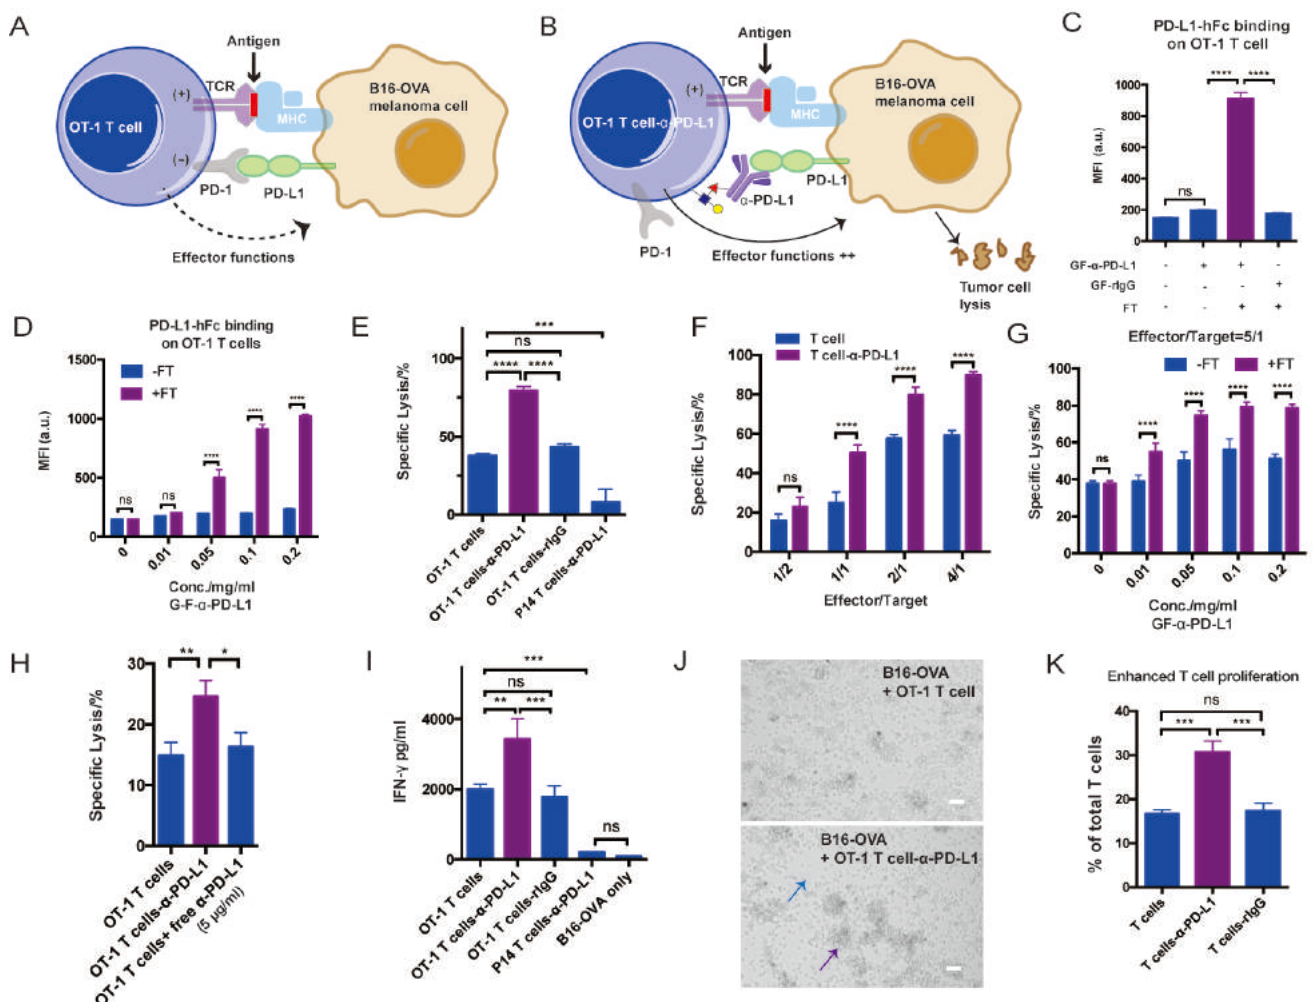 A
Antigen
TCR
(+)
B16-OVA
melanoma cell
OT-1 T cell
MHC
(−)
PD-1
PD-L1
Effector functions
B
Antigen
TCR
(+)
B16-OVA
melanoma cell
OT-1 T cell-α-PD-L1
MHC
PD-L1
α-PD-L1
PD-1
Effector functions ++
Tumor cell
lysis
C
PD-L1-hFc binding
on OT-1 T cell
**** ****
ns
MFI (a.u.)
1000
800
600
400
200
0
GF-α-PD-L1 - + + -
GF-rIgG - - - +
FT - - + +
D
PD-L1-hFc binding
on OT-1 T cells
-FT
+FT
MFI (a.u.)
1500
1000
500
0
ns ns **** **** ****
0 0.01 0.05 0.1 0.2
Conc./mg/ml
G-F-α-PD-L1
E
Specific Lysis/%
100
50
0
***
ns
**** ****
OT-1 T cells
OT-1 T cells-α-PD-L1
OT-1 T cells-rIgG
P14 T cells-α-PD-L1
F
T cell
T cell-α-PD-L1
Specific Lysis/%
100
80
60
40
20
0
ns **** **** ****
1/2 1/1 2/1 4/1
Effector/Target
G
Effector/Target=5/1
-FT +FT
Specific Lysis/%
100
80
60
40
20
0
ns **** **** **** ****
0 0.01 0.05 0.1 0.2
Conc./mg/ml
GF-α-PD-L1
H
Specific Lysis/%
30
20
10
0
** *
OT-1 T cells
OT-1 T cells-α-PD-L1
OT-1 T cells+ free α-PD-L1
(5 μg/ml)
I
IFN-γ pg/ml
4000
2000
0
***
ns
** ***
ns
OT-1 T cells
OT-1 T cells-α-PD-L1
OT-1 T cells-rIgG
P14 T cells-α-PD-L1
B16-OVA only
J
B16-OVA
+ OT-1 T cell
B16-OVA
+ OT-1 T cell-α-PD-L1
K
Enhanced T cell proliferation
% of total T cells
40
30
20
10
0
ns
*** ***
T cells
T cells-α-PD-L1
T cells-rIgG